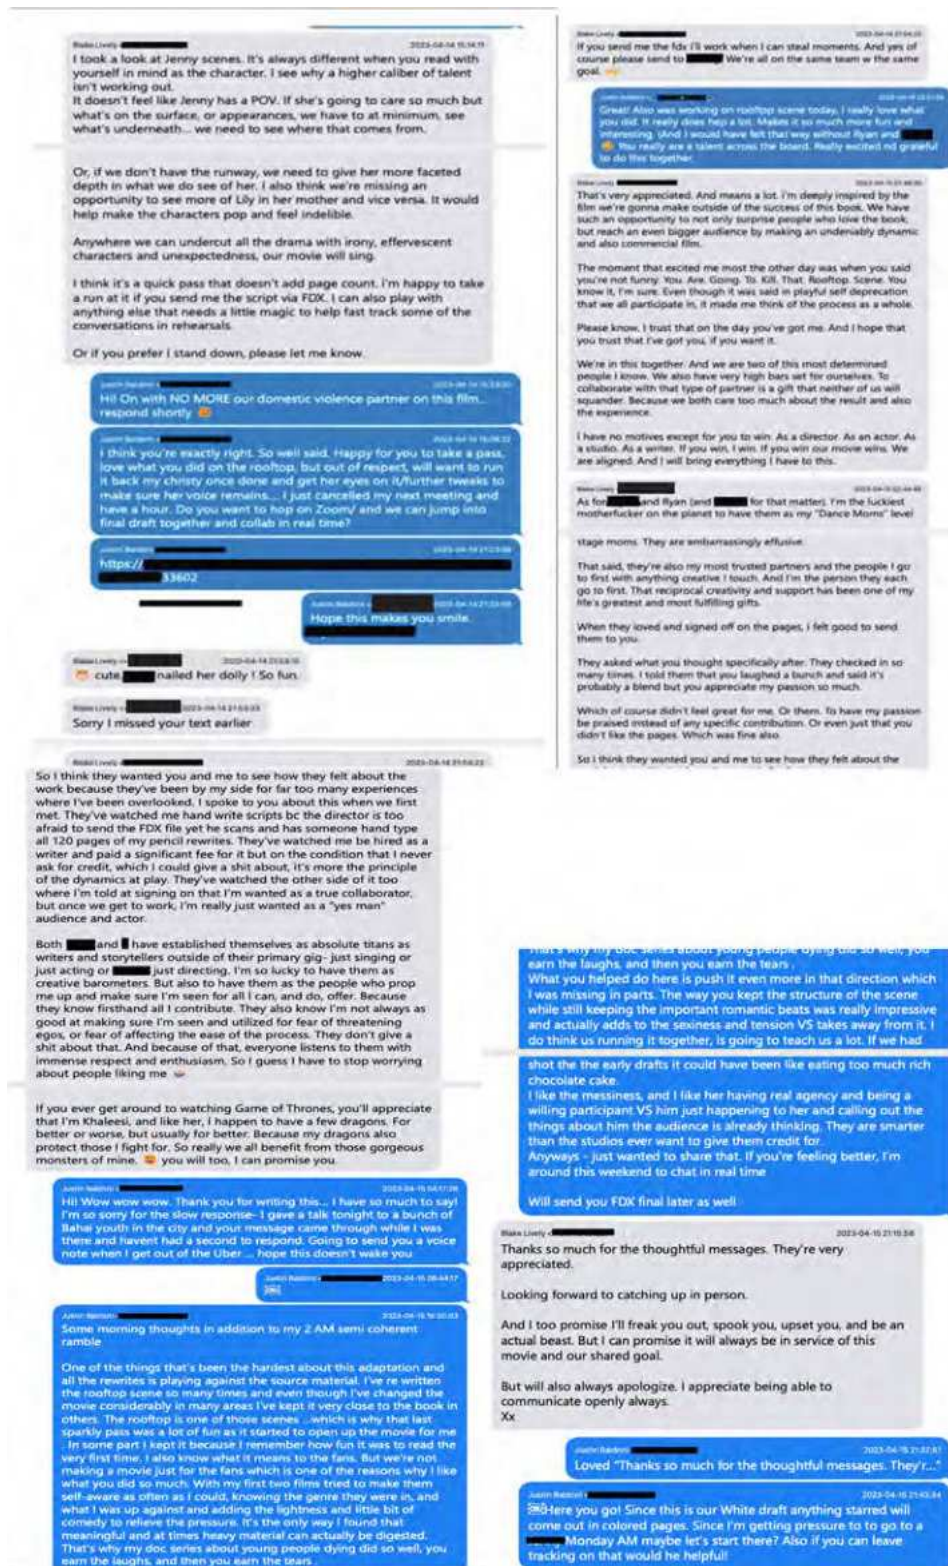 Blake Lively 2023-04-14 15:14:11
I took a look at Jenny scenes. It's always different when you read with
yourself in mind as the character. I see why a higher caliber of talent
isn't working out.
It doesn't feel like Jenny has a POV. If she's going to care so much but
what's on the surface, or appearances, we have to at minimum, see
what's underneath... we need to see where that comes from.
Or, if we don't have the runway, we need to give her more faceted
depth in what we do see of her. I also think we're missing an
opportunity to see more of Lily in her mother and vice versa. It would
help make the characters pop and feel indelible.
Anywhere we can undercut all the drama with irony, effervescent
characters and unexpectedness, our movie will sing.
I think it's a quick pass that doesn't add page count. I'm happy to take
a run at it if you send me the script via FDX. I can also play with
anything else that needs a little magic to help fast track some of the
conversations in rehearsals.
Or if you prefer I stand down, please let me know.
Justin Baldoni
Hi! On with NO MORE our domestic violence partner on this film..
respond shortly
Justin Baldoni
I think you're exactly right. So well said. Happy for you to take a pass,
love what you did on the rooftop, but out of respect, will want to run
it back my christy once done and get her eyes on it/further tweaks to
make sure her voice remains... I just cancelled my next meeting and
have a hour. Do you want to hop on Zoom/ and we can jump into
final draft together and collab in real time?
https://
33602
Justin Baldoni
Hope this makes you smile.
Blake Lively
😍 cute. nailed her dolly ! So fun
Blake Lively
Sorry I missed your text earlier
Blake Lively
If you send me the fdx I'll work when I can steal moments. And yes of
course please send to We're all on the same team w the same
goal.
Justin Baldoni
Great! Also was working on rooftop scene today, I really love what
you did. It really does hep a lot. Makes it so much more fun and
interesting. (And I would have felt that way without Ryan and
You really are a talent across the board. Really excited nd grateful
to do this together.
Blake Lively
That's very appreciated. And means a lot. I'm deeply inspired by the
film we're gonna make outside of the success of this book. We have
such an opportunity to not only surprise people who love the book,
but reach an even bigger audience by making an undeniably dynamic
and also commercial film.
The moment that excited me most the other day was when you said
you're not funny. You. Are. Going. To. Kill. That. Rooftop. Scene. You
know it, I'm sure. Even though it was said in playful self deprecation
that we all participate in, it made me think of the process as a whole.
Please know, I trust that on the day you've got me. And I hope that
you trust that I've got you, if you want it.
We're in this together. And we are two of this most determined
people I know. We also have very high bars set for ourselves. To
collaborate with that type of partner is a gift that neither of us will
squander. Because we both care too much about the result and also
the experience.
I have no motives except for you to win. As a director. As an actor. As
a studio. As a writer. If you win, I win. If you win our movie wins. We
are aligned. And I will bring everything I have to this.
Blake Lively
As for and Ryan (and for that matter). I'm the luckiest
motherfucker on the planet to have them as my "Dance Moms" level
stage moms. They are embarrassingly effusive.
That said, they're also my most trusted partners and the people I go
to first with anything creative I touch. And I'm the person they each
go to first. That reciprocal creativity and support has been one of my
life's greatest and most fulfilling gifts.
When they loved and signed off on the pages, I felt good to send
them to you.
They asked what you thought specifically after. They checked in so
many times. I told them that you laughed a bunch and said it's
probably a blend but you appreciate my passion so much.
Which of course didn't feel great for me. Or them. To have my passion
be praised instead of any specific contribution. Or even just that you
didn't like the pages. Which was fine also.
So I think they wanted you and me to see how they felt about the
So I think they wanted you and me to see how they felt about the
work because they've been by my side for far too many experiences
where I've been overlooked. I spoke to you about this when we first
met. They've watched me hand write scripts bc the director is too
afraid to send the FDX file yet he scans and has someone hand type
all 120 pages of my pencil rewrites. They've watched me be hired as a
writer and paid a significant fee for it but on the condition that I never
ask for credit, which I could give a shit about, it's more the principle
of the dynamics at play. They've watched the other side of it too
where I'm told at signing on that I'm wanted as a true collaborator,
but once we get to work, I'm really just wanted as a "yes man"
audience and actor.
Both and have established themselves as absolute titans as
writers and storytellers outside of their primary gig- just singing or
just acting or just directing. I'm so lucky to have them as
creative barometers. But also to have them as the people who prop
me up and make sure I'm seen for all I can, and do, offer. Because
they know firsthand all I contribute. They also know I'm not always as
good at making sure I'm seen and utilized for fear of threatening
egos, or fear of affecting the ease of the process. They don't give a
shit about that. And because of that, everyone listens to them with
immense respect and enthusiasm. So I guess I have to stop worrying
about people liking me
If you ever get around to watching Game of Thrones, you'll appreciate
that I'm Khaleesi, and like her, I happen to have a few dragons. For
better or worse, but usually for better. Because my dragons also
protect those I fight for. So really we all benefit from those gorgeous
monsters of mine. you will too, I can promise you.
Justin Baldoni
Hi! Wow wow wow. Thank you for writing this... I have so much to say!
I'm so sorry for the slow response- I gave a talk tonight to a bunch of
Bahai youth in the city and your message came through while I was
there and havent had a second to respond. Going to send you a voice
note when I get out of the Uber ... hope this doesn't wake you
Justin Baldoni
Justin Baldoni
Some morning thoughts in addition to my 2 AM semi coherent
ramble
One of the things that's been the hardest about this adaptation and
all the rewrites is playing against the source material. I've re written
the rooftop scene so many times and even though I've changed the
movie considerably in many areas I've kept it very close to the book in
others. The rooftop is one of those scenes ...which is why that last
sparkly pass was a lot of fun as it started to open up the movie for me
. In some part I kept it because I remember how fun it was to read the
very first time. I also know what it means to the fans. But we're not
making a movie just for the fans which is one of the reasons why I like
what you did so much. With my first two films tried to make them
self-aware as often as I could, knowing the genre they were in, and
what I was up against and adding the lightness and little bit of
comedy to relieve the pressure. It's the only way I found that
meaningful and at times heavy material can actually be digested.
That's why my doc series about young people dying did so well, you
earn the laughs, and then you earn the tears
That's why my doc series about young people dying did so well, you
earn the laughs, and then you earn the tears .
What you helped do here is push it even more in that direction which
I was missing in parts. The way you kept the structure of the scene
while still keeping the important romantic beats was really impressive
and actually adds to the sexiness and tension VS takes away from it. I
do think us running it together, is going to teach us a lot. If we had
shot the the early drafts it could have been like eating too much rich
chocolate cake.
I like the messiness, and I like her having real agency and being a
willing participant VS him just happening to her and calling out the
things about him the audience is already thinking. They are smarter
than the studios ever want to give them credit for.
Anyways - just wanted to share that. If you're feeling better, I'm
around this weekend to chat in real time
Will send you FDX final later as well
Blake Lively
Thanks so much for the thoughtful messages. They're very
appreciated.
Looking forward to catching up in person.
And I too promise I'll freak you out, spook you, upset you, and be an
actual beast. But I can promise it will always be in service of this
movie and our shared goal.
But will also always apologize. I appreciate being able to
communicate openly always.
Xx
Justin Baldoni
Loved "Thanks so much for the thoughtful messages. They'r..."
Justin Baldoni
Here you go! Since this is our White draft anything starred will
come out in colored pages. Since I'm getting pressure to to go to a
Monday AM maybe let's start there? Also if you can leave
tracking on that would he helpful!